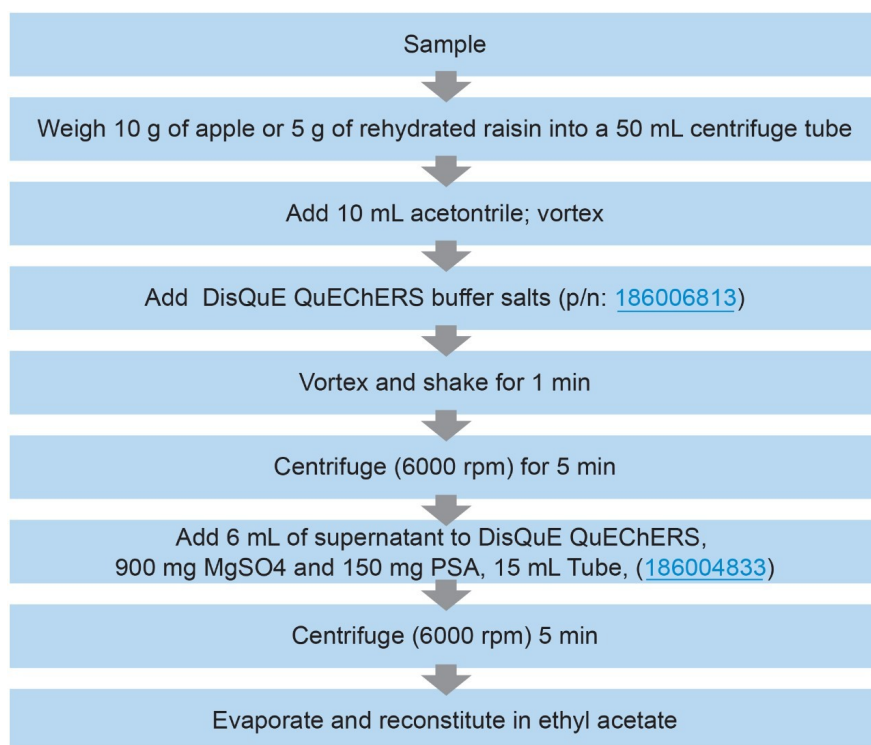 Sample
Weigh 10 g of apple or 5 g of rehydrated raisin into a 50 mL centrifuge tube
Add 10 mL acetontrile; vortex
Add DisQuE QuEChERS buffer salts (p/n: 186006813)
Vortex and shake for 1 min
Centrifuge (6000 rpm) for 5 min
Add 6 mL of supernatant to DisQuE QuEChERS,
900 mg MgSO4 and 150 mg PSA, 15 mL Tube, (186004833)
Centrifuge (6000 rpm) 5 min
Evaporate and reconstitute in ethyl acetate